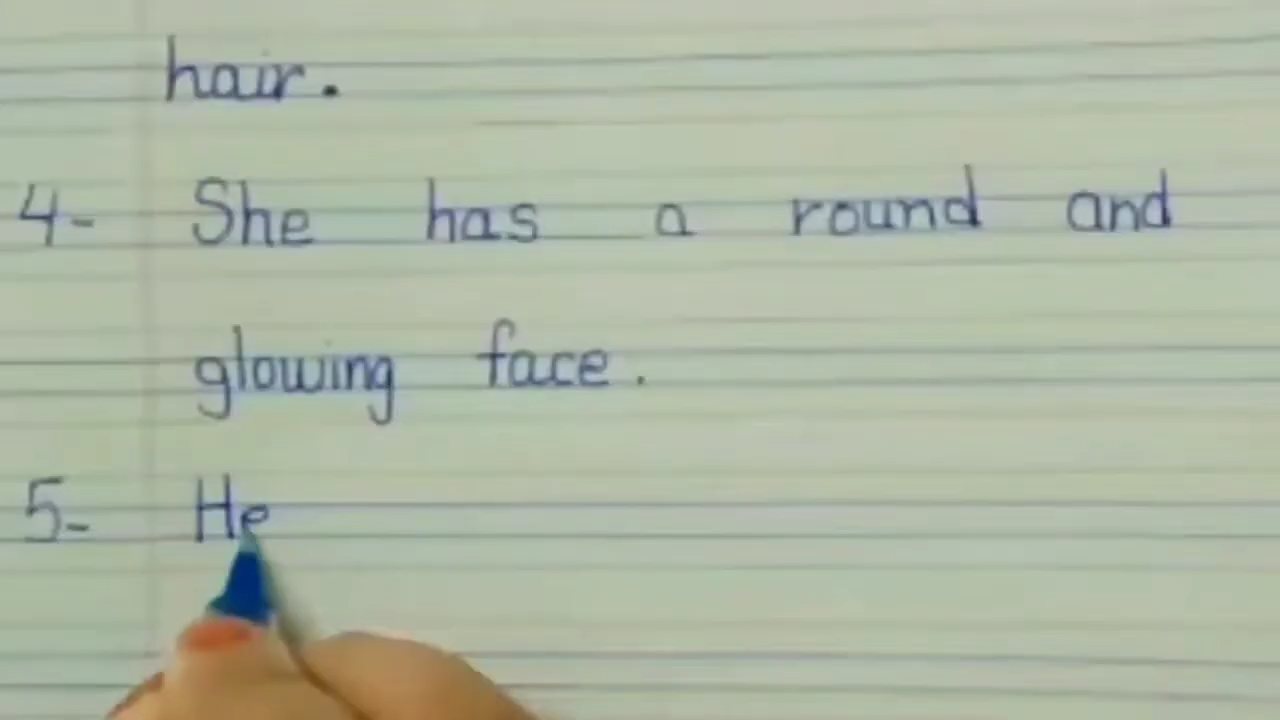 hair.
4- She has a round and
glowing face.
5- He